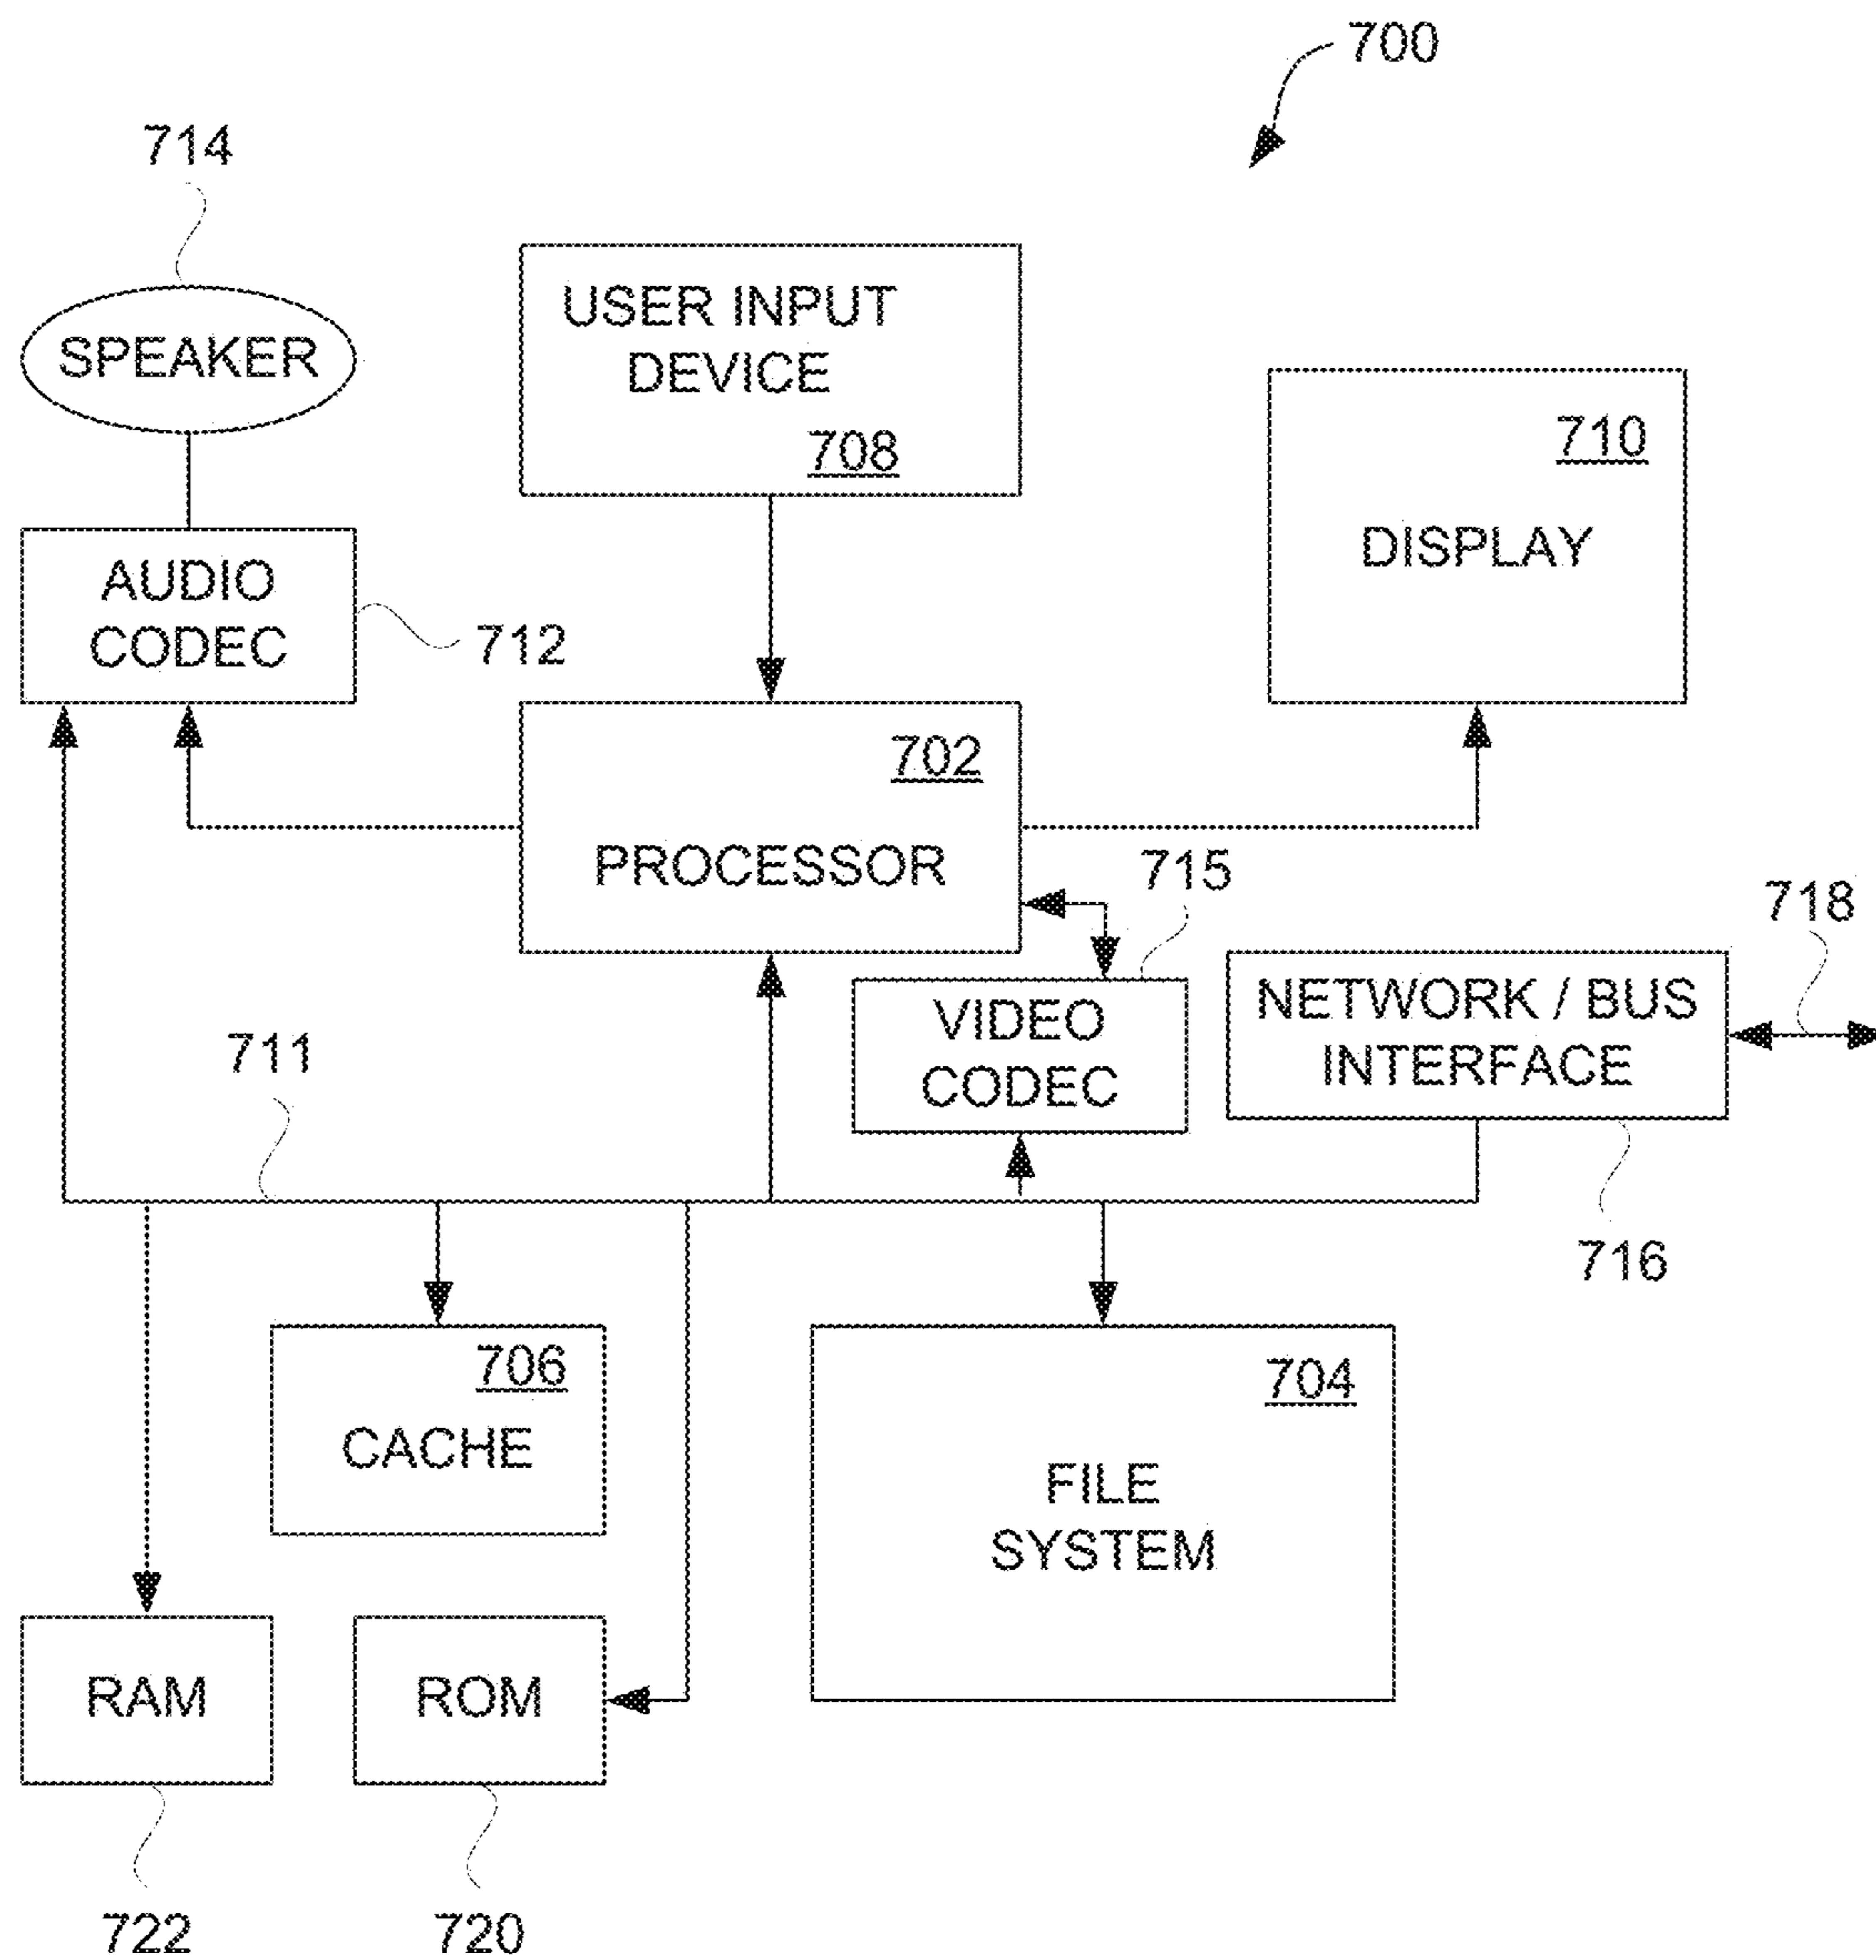 700
714
SPEAKER
USER INPUT
DEVICE
708
710
DISPLAY
AUDIO
CODEC
712
702
PROCESSOR
715
718
VIDEO
CODEC
NETWORK / BUS
INTERFACE
711
716
706
CACHE
704
FILE
SYSTEM
RAM
ROM
722
720